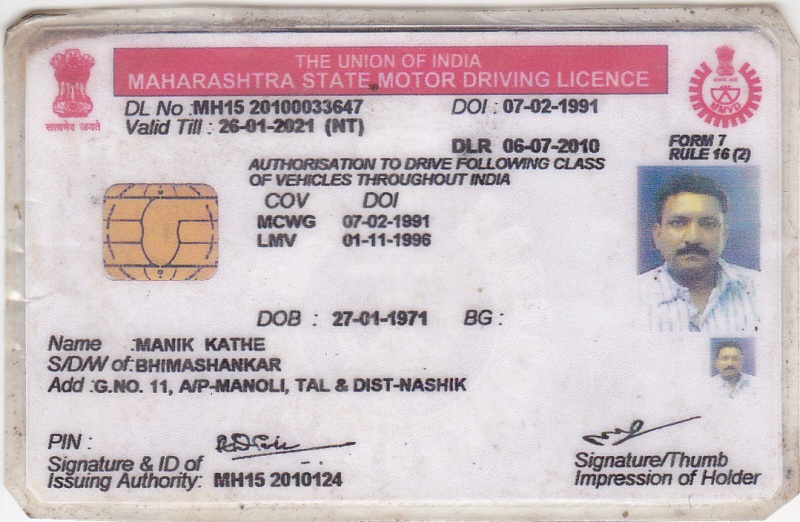 THE UNION OF INDIA
MAHARASHTRA STATE MOTOR DRIVING LICENCE
सत्यमेव जयते
DL No : MH15 20100033647 DOI : 07-02-1991
Valid Till : 26-01-2021 (NT)
DLR 06-07-2010
FORM 7
RULE 16 (2)
AUTHORISATION TO DRIVE FOLLOWING CLASS
OF VEHICLES THROUGHOUT INDIA
COV DOI
MCWG 07-02-1991
LMV 01-11-1996
DOB : 27-01-1971 BG :
Name : MANIK KATHE
S/D/W of : BHIMASHANKAR
Add : G.NO. 11, A/P-MANOLI, TAL & DIST-NASHIK
PIN :
Signature & ID of
Issuing Authority: MH15 2010124
Signature/Thumb
Impression of Holder